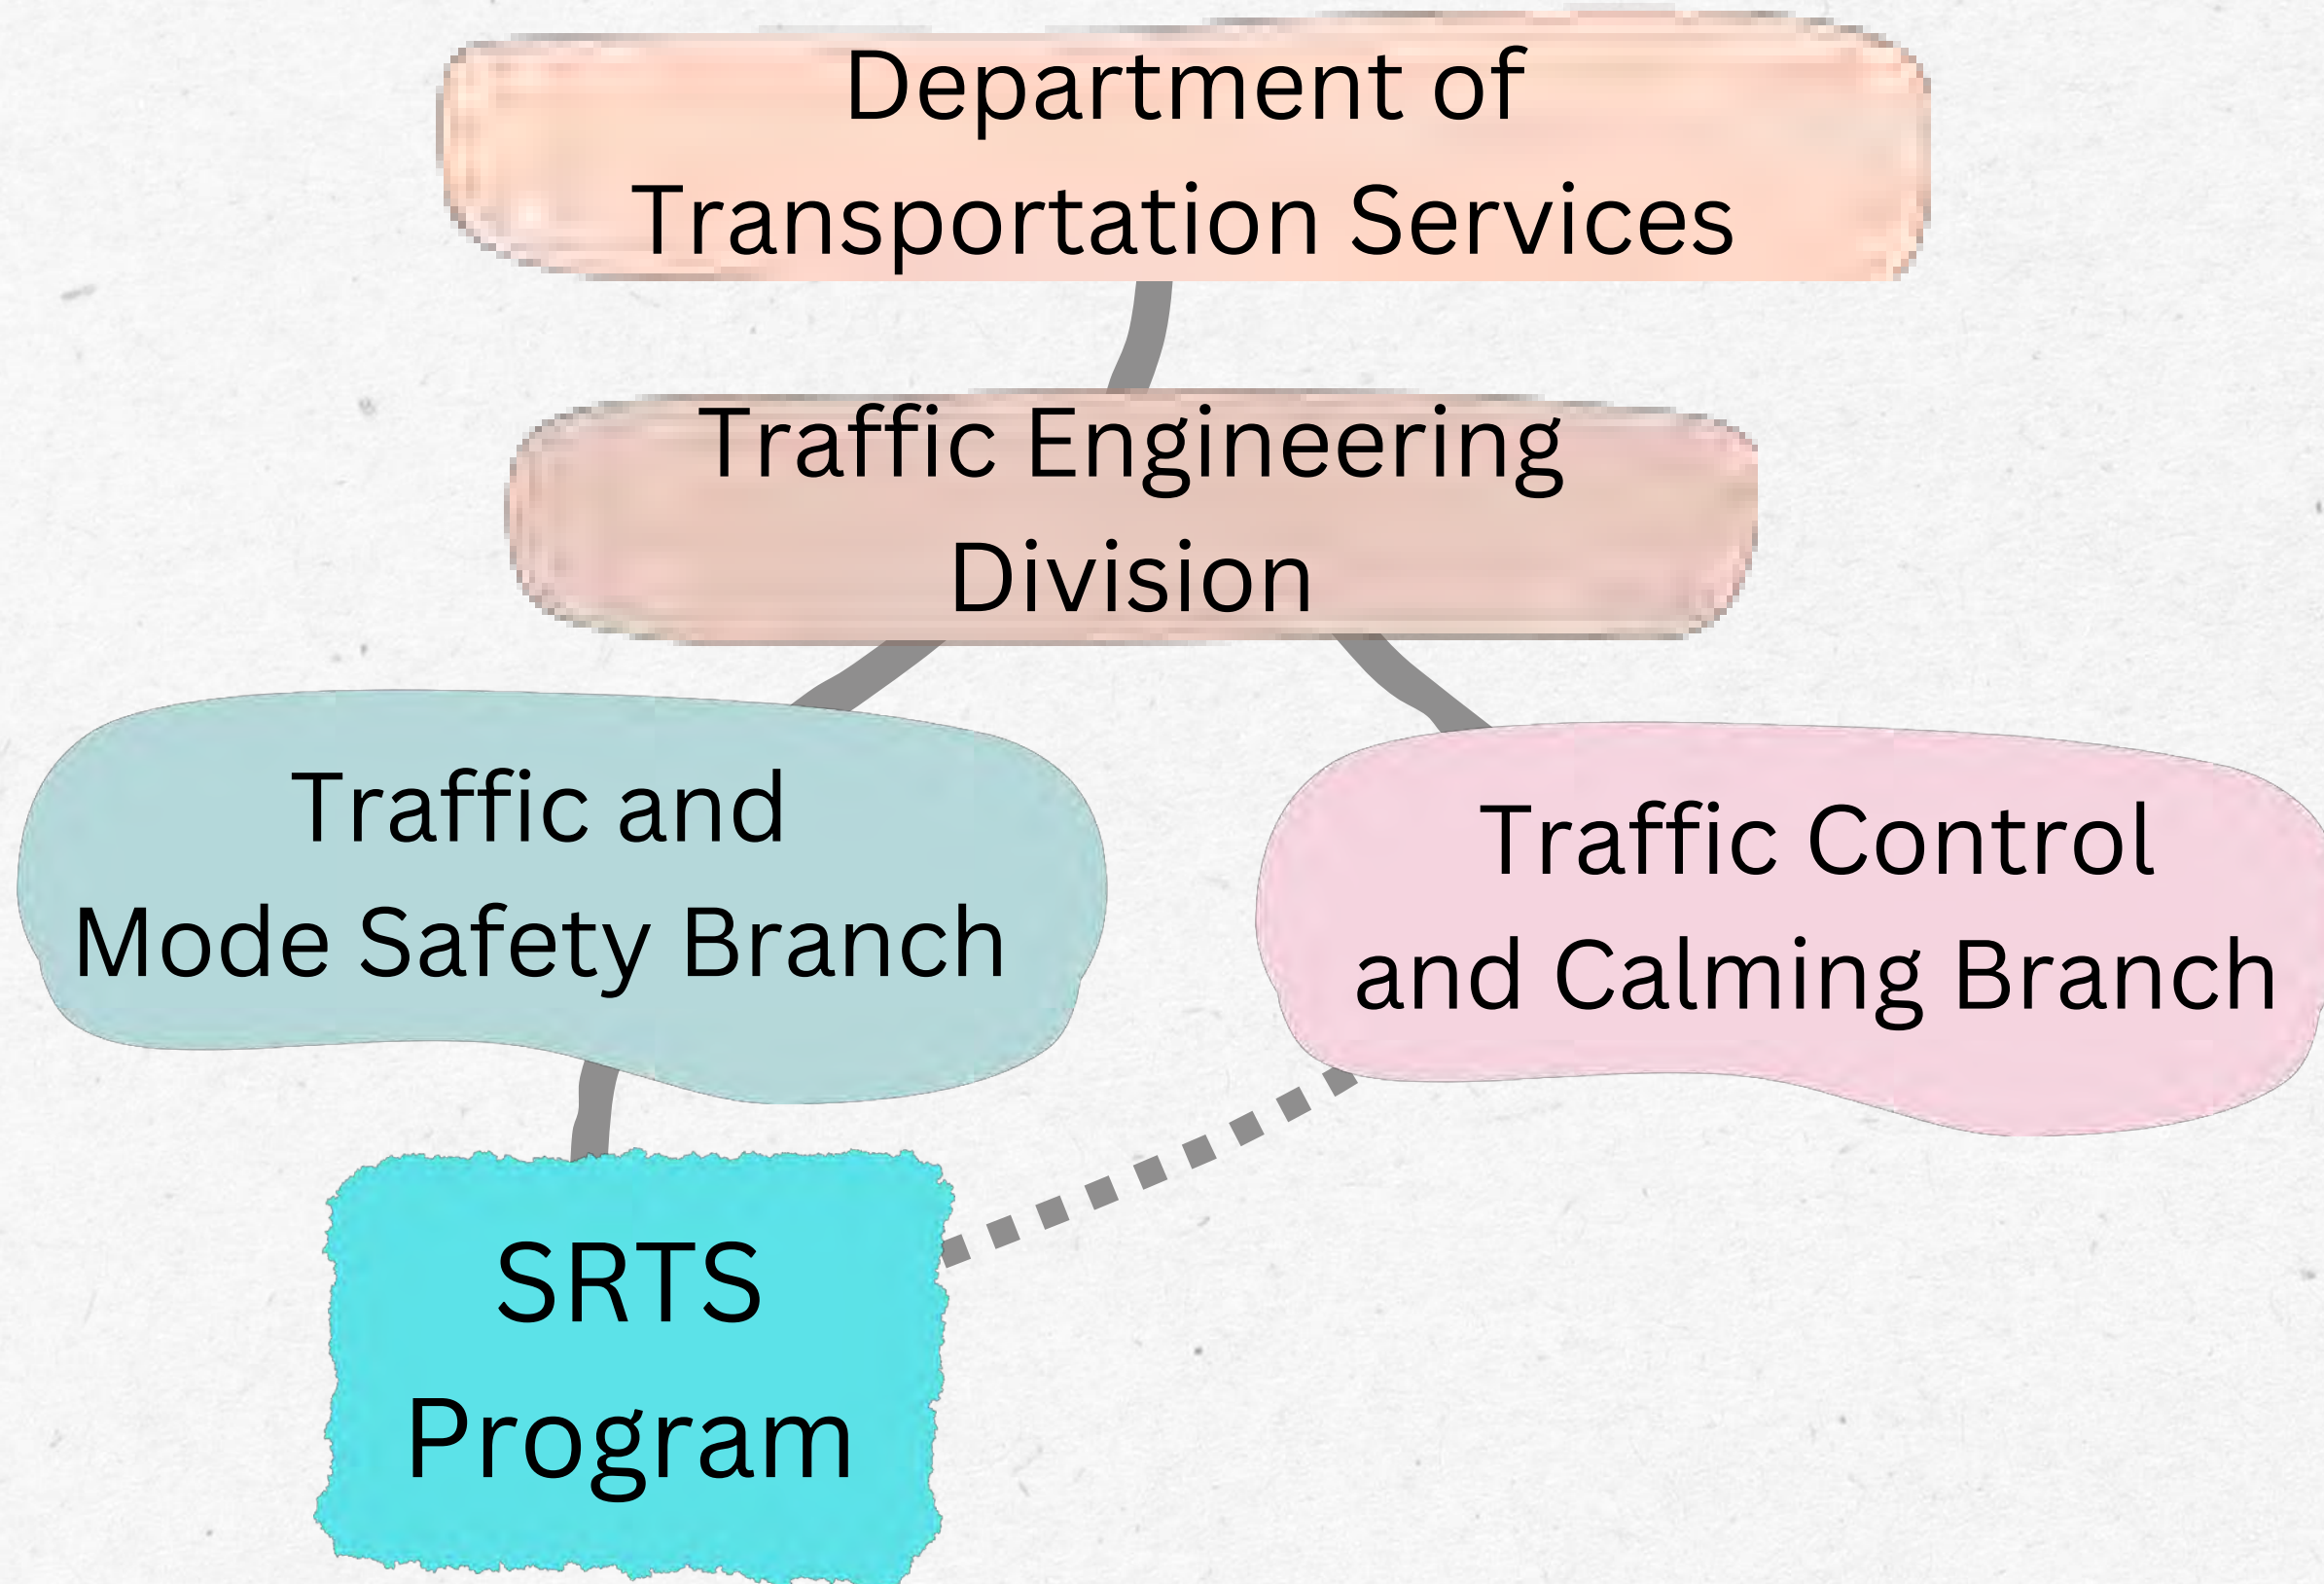 Department of
Transportation Services
Traffic Engineering
Division
Traffic and
Mode Safety Branch
Traffic Control
and Calming Branch
SRTS
Program